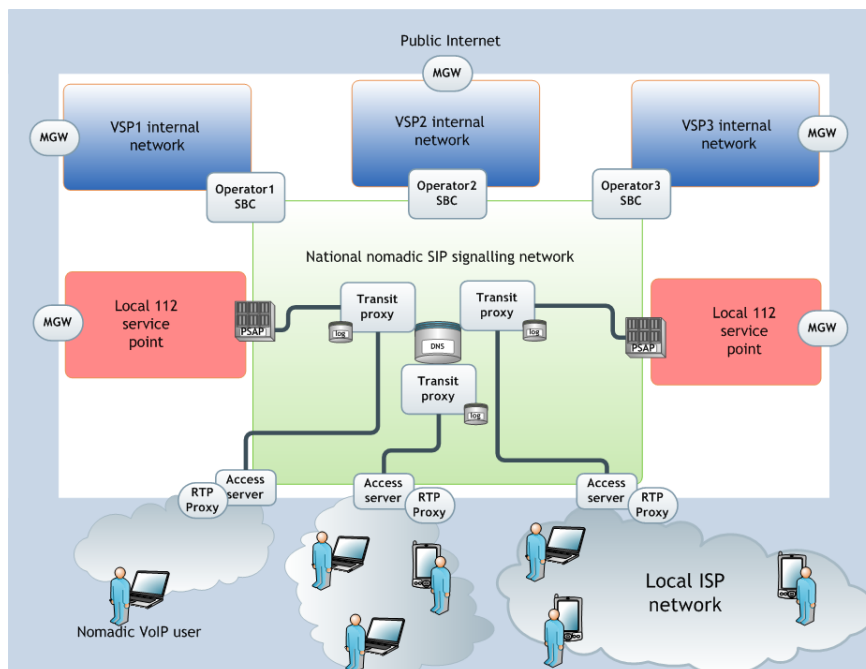 Public Internet
MGW
VSP1 internal
network
MGW
VSP2 internal
network
VSP3 internal
network
MGW
Operator1
SBC
Operator2
SBC
Operator3
SBC
National nomadic SIP signalling network
Local 112
service
point
MGW
PSAP
Transit
proxy
log
DNS
Transit
proxy
log
Transit
proxy
log
PSAP
Local 112
service
point
MGW
Access
server
RTP
Proxy
Access
server
RTP
Proxy
Access
server
RTP
Proxy
Local ISP
network
Nomadic VoIP user